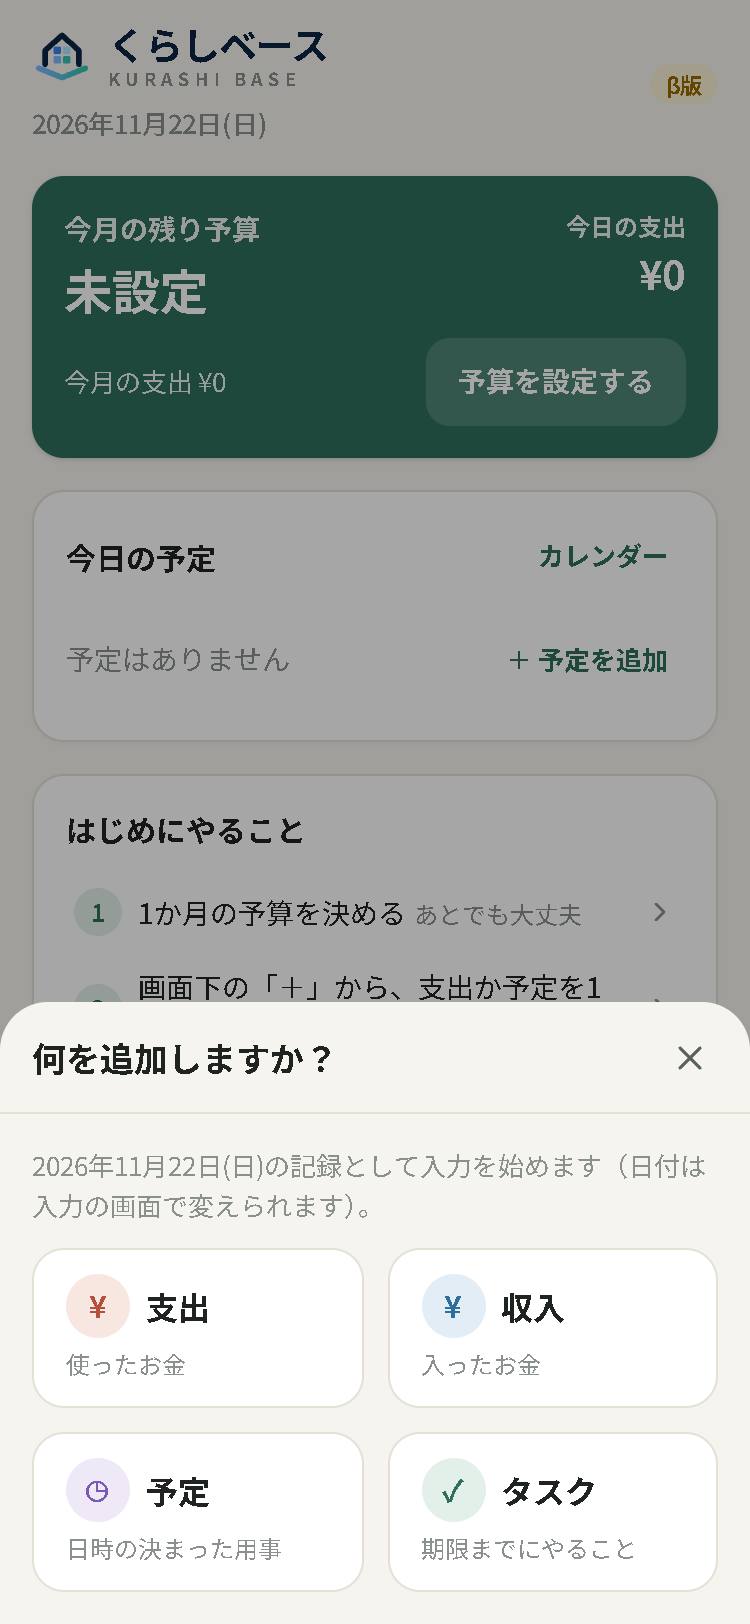 くらしベース
KURASHI BASE
2026年11月22日(日)
β版
今月の残り予算
未設定
今日の支出
¥0
今月の支出 ¥0
予算を設定する
今日の予定
カレンダー
予定はありません
＋ 予定を追加
はじめにやること
1 1か月の予算を決める あとでも大丈夫
画面下の「＋」から、支出か予定を1
何を追加しますか？
2026年11月22日(日)の記録として入力を始めます（日付は
入力の画面で変えられます）。
¥ 支出
使ったお金
¥ 収入
入ったお金
予定
日時の決まった用事
✓ タスク
期限までにやること